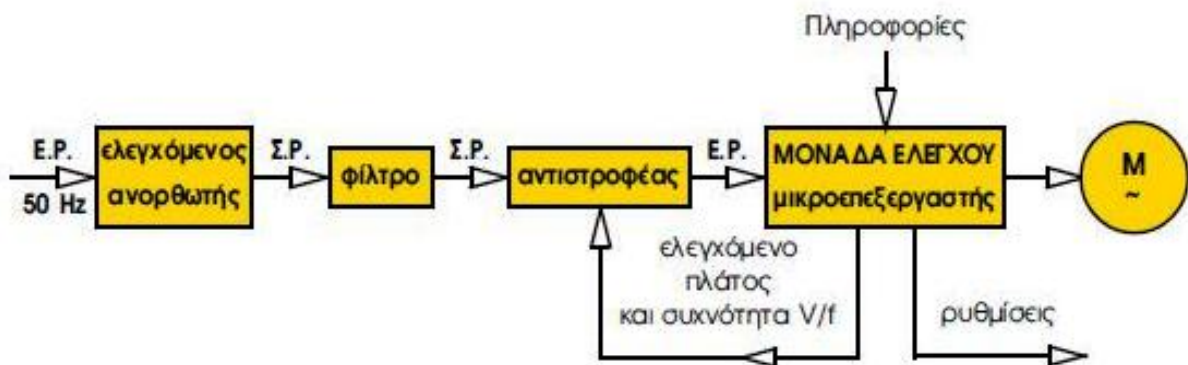 Πληροφορίες
Ε.Ρ.
50 Hz
ελεγχόμενος
ανορθωτής
Σ.Ρ.
φίλτρο
Σ.Ρ.
αντιστροφέας
Ε.Ρ.
ΜΟΝΑΔΑ ΕΛΕΓΧΟΥ
μικροεπεξεργαστής
Μ
~
ελεγχόμενο
πλάτος
και συχνότητα V/f
ρυθμίσεις